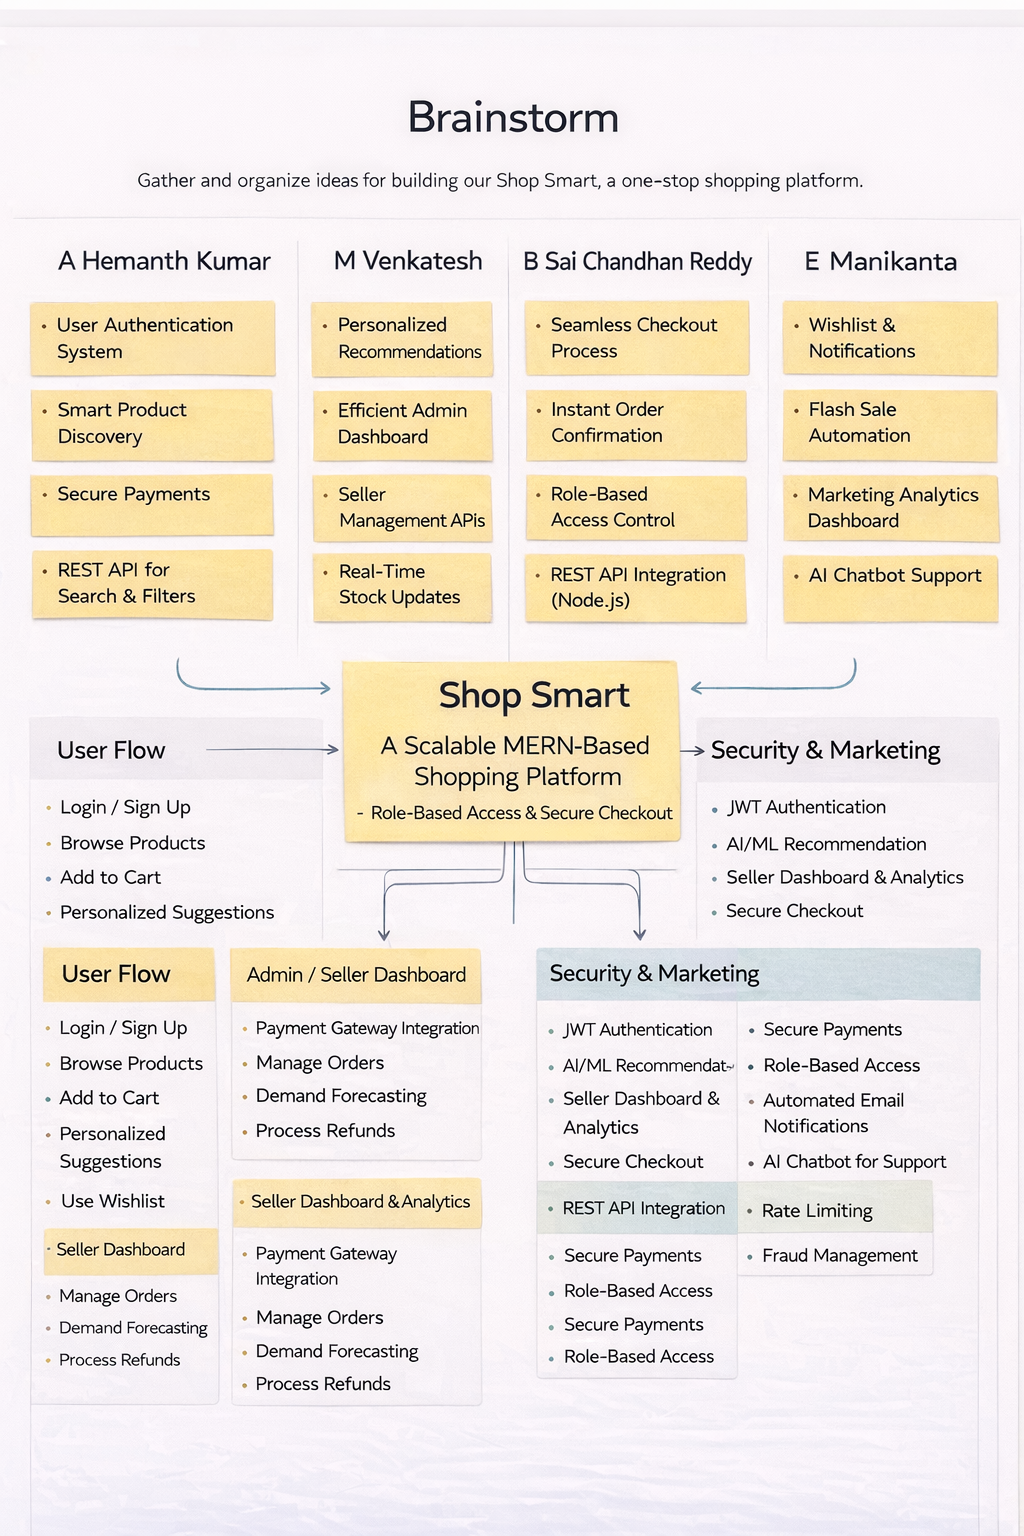 Brainstorm
Gather and organize ideas for building our Shop Smart, a one-stop shopping platform.
A Hemanth Kumar
• User Authentication
System
• Smart Product
Discovery
• Secure Payments
• REST API for
Search & Filters
M Venkatesh
• Personalized
Recommendations
• Efficient Admin
Dashboard
• Seller
Management APIs
• Real-Time
Stock Updates
B Sai Chandhan Reddy
• Seamless Checkout
Process
• Instant Order
Confirmation
• Role-Based
Access Control
• REST API Integration
(Node.js)
E Manikanta
• Wishlist &
Notifications
• Flash Sale
Automation
• Marketing Analytics
Dashboard
• AI Chatbot Support
Shop Smart
A Scalable MERN-Based
Shopping Platform
- Role-Based Access & Secure Checkout
User Flow
• Login / Sign Up
• Browse Products
• Add to Cart
• Personalized Suggestions
Security & Marketing
• JWT Authentication
• AI/ML Recommendation
• Seller Dashboard & Analytics
• Secure Checkout
User Flow
• Login / Sign Up
• Browse Products
• Add to Cart
• Personalized
Suggestions
• Use Wishlist
• Seller Dashboard
• Manage Orders
• Demand Forecasting
• Process Refunds
Admin / Seller Dashboard
• Payment Gateway Integration
• Manage Orders
• Demand Forecasting
• Process Refunds
• Seller Dashboard & Analytics
• Payment Gateway
Integration
• Manage Orders
• Demand Forecasting
• Process Refunds
Security & Marketing
• JWT Authentication
• AI/ML Recommendat
• Seller Dashboard &
Analytics
• Secure Checkout
• REST API Integration
• Secure Payments
• Role-Based Access
• Secure Payments
• Role-Based Access
• Secure Payments
• Role-Based Access
• Automated Email
Notifications
• AI Chatbot for Support
• Rate Limiting
• Fraud Management